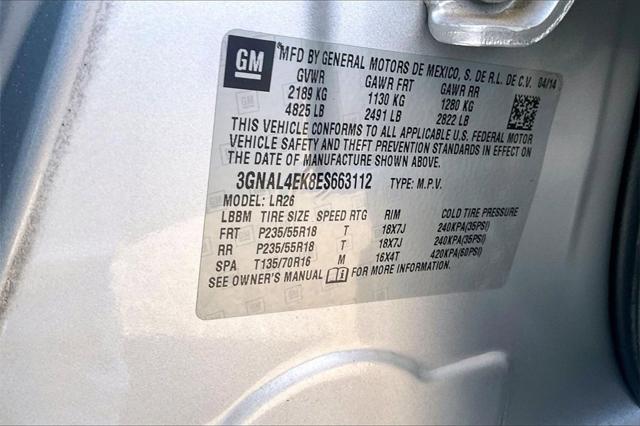 GM
MFD BY GENERAL MOTORS DE MEXICO, S. DE R.L. DE C.V. 04/14
GVWR GAWR FRT GAWR RR
2189 KG 1130 KG 1280 KG
4825 LB 2491 LB 2822 LB
THIS VEHICLE CONFORMS TO ALL APPLICABLE U.S. FEDERAL MOTOR
VEHICLE SAFETY AND THEFT PREVENTION STANDARDS IN EFFECT ON
THE DATE OF MANUFACTURE SHOWN ABOVE.
3GNAL4EK8ES663112 TYPE: M.P.V.
MODEL: LR26
LBBM TIRE SIZE SPEED RTG RIM COLD TIRE PRESSURE
FRT P235/55R18 T 18X7J 240KPA(35PSI)
RR P235/55R18 T 18X7J 240KPA(35PSI)
SPA T135/70R16 M 16X4T 420KPA(60PSI)
SEE OWNER'S MANUAL FOR MORE INFORMATION.